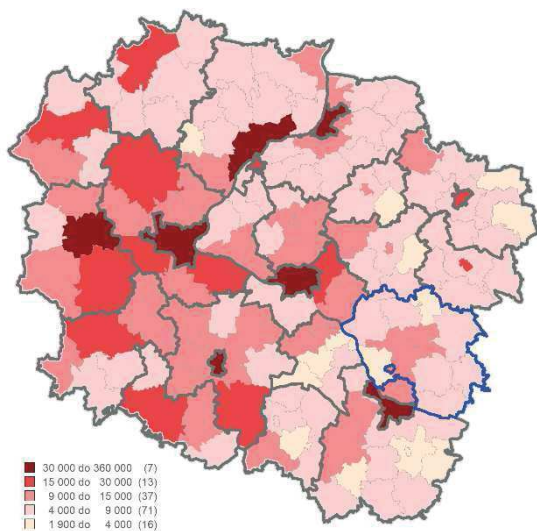 30 000 do 360 000 (7)
15 000 do 30 000 (13)
9 000 do 15 000 (37)
4 000 do 9 000 (71)
1 900 do 4 000 (16)